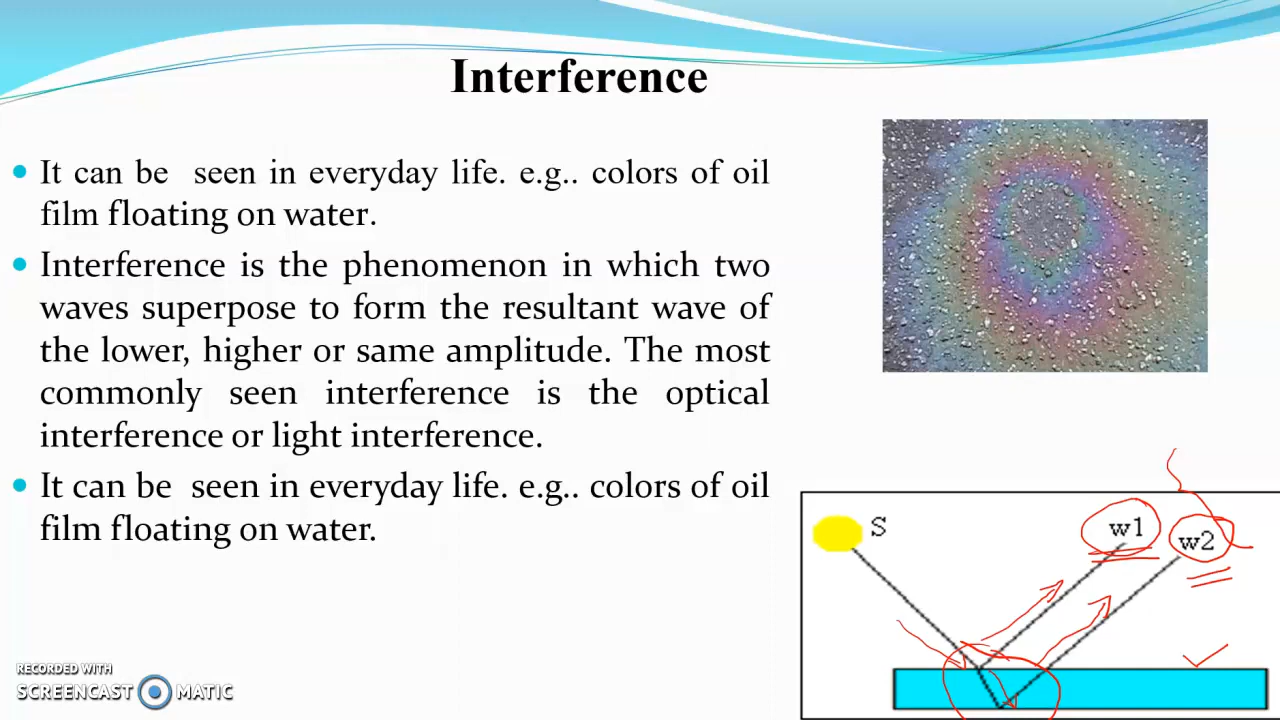 Interference
It can be seen in everyday life. e.g.. colors of oil
film floating on water.
Interference is the phenomenon in which two
waves superpose to form the resultant wave of
the lower, higher or same amplitude. The most
commonly seen interference is the optical
interference or light interference.
It can be seen in everyday life. e.g.. colors of oil
film floating on water.
S
w1
w2
RECORDED WITH
SCREENCAST MATIC